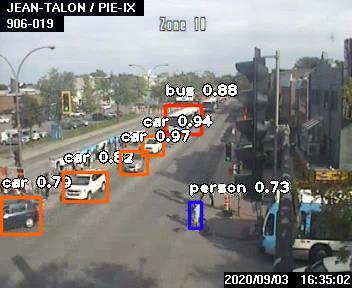 JEAN-TALON / PIE-IX
906-019
Zone 10
bus 0.88
car 0.94
car 0.97
car 0.82
car 0.79
person 0.73
2020/09/03 16:35:02